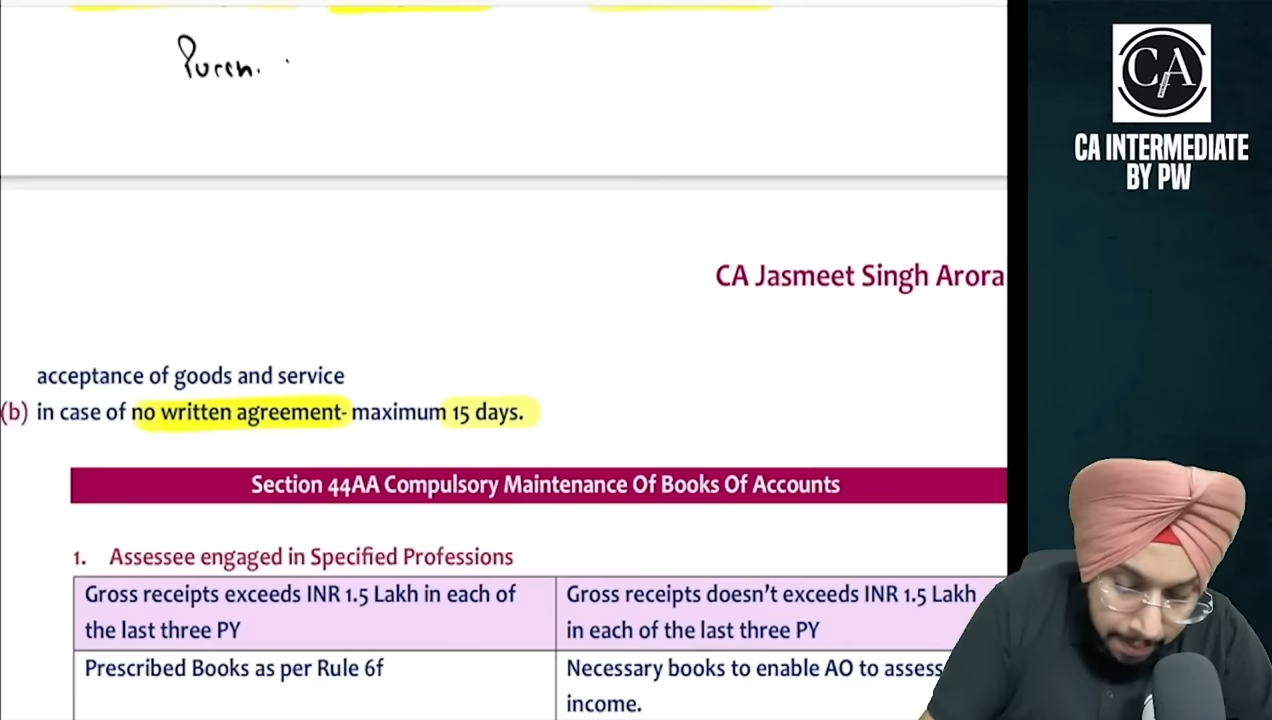 Purch.
CA
CA INTERMEDIATE
BY PW
CA Jasmeet Singh Arora
acceptance of goods and service
(b) in case of no written agreement- maximum 15 days.
Section 44AA Compulsory Maintenance Of Books Of Accounts
1. Assessee engaged in Specified Professions
Gross receipts exceeds INR 1.5 Lakh in each of
the last three PY
Gross receipts doesn't exceeds INR 1.5 Lakh
in each of the last three PY
Prescribed Books as per Rule 6f
Necessary books to enable AO to assess
income.